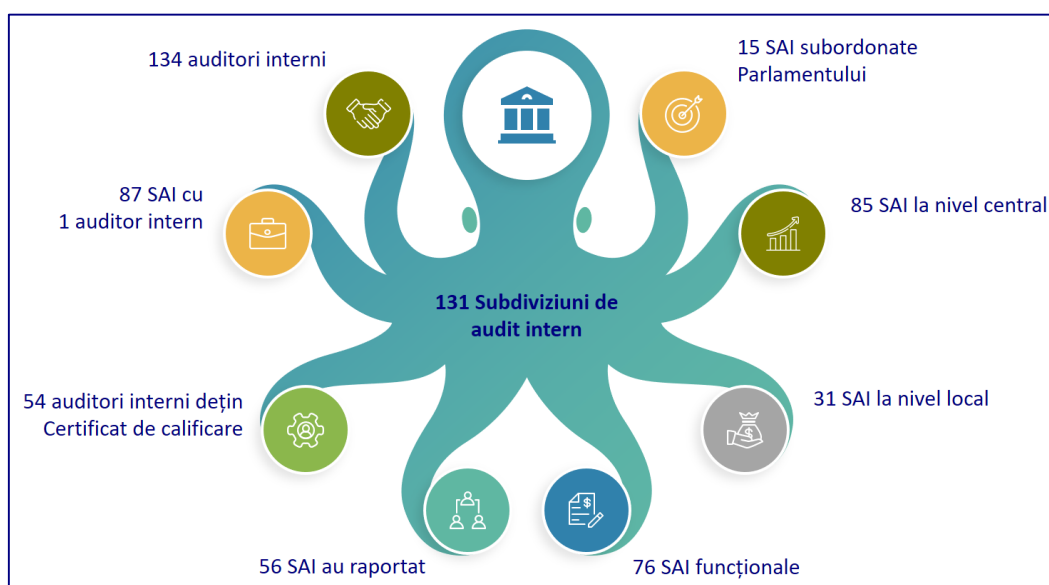 134 auditori interni
15 SAI subordonate
Parlamentului
87 SAI cu
1 auditor intern
85 SAI la nivel central
131 Subdiviziuni de
audit intern
54 auditori interni dețin
Certificat de calificare
31 SAI la nivel local
56 SAI au raportat
76 SAI funcționale